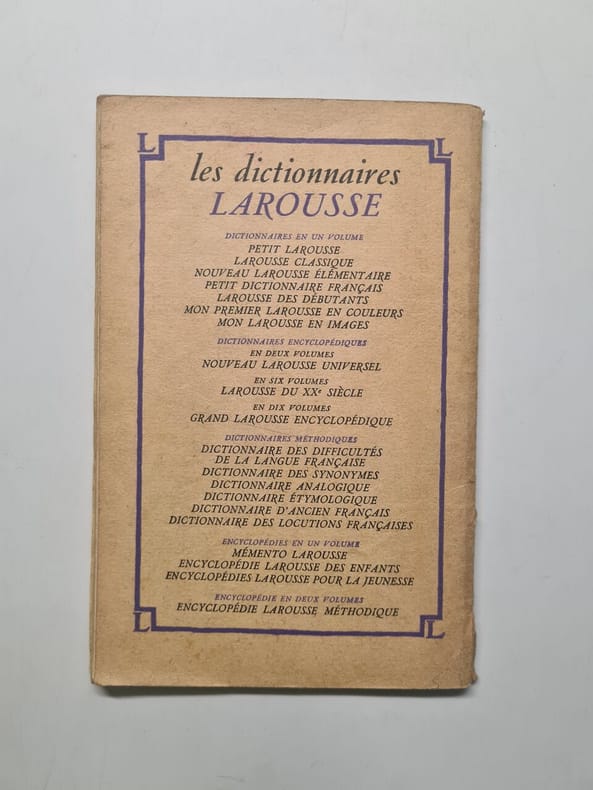 L L
les dictionnaires
LAROUSSE
DICTIONNAIRES EN UN VOLUME
PETIT LAROUSSE
LAROUSSE CLASSIQUE
NOUVEAU LAROUSSE ÉLÉMENTAIRE
PETIT DICTIONNAIRE FRANÇAIS
LAROUSSE DES DÉBUTANTS
MON PREMIER LAROUSSE EN COULEURS
MON LAROUSSE EN IMAGES
DICTIONNAIRES ENCYCLOPÉDIQUES
EN DEUX VOLUMES
NOUVEAU LAROUSSE UNIVERSEL
EN SIX VOLUMES
LAROUSSE DU XXe SIÈCLE
EN DIX VOLUMES
GRAND LAROUSSE ENCYCLOPÉDIQUE
DICTIONNAIRES MÉTHODIQUES
DICTIONNAIRE DES DIFFICULTÉS
DE LA LANGUE FRANÇAISE
DICTIONNAIRE DES SYNONYMES
DICTIONNAIRE ANALOGIQUE
DICTIONNAIRE ÉTYMOLOGIQUE
DICTIONNAIRE D'ANCIEN FRANÇAIS
DICTIONNAIRE DES LOCUTIONS FRANÇAISES
ENCYCLOPÉDIES EN UN VOLUME
MÉMENTO LAROUSSE
ENCYCLOPÉDIE LAROUSSE DES ENFANTS
ENCYCLOPÉDIES LAROUSSE POUR LA JEUNESSE
ENCYCLOPÉDIE EN DEUX VOLUMES
ENCYCLOPÉDIE LAROUSSE MÉTHODIQUE
L L